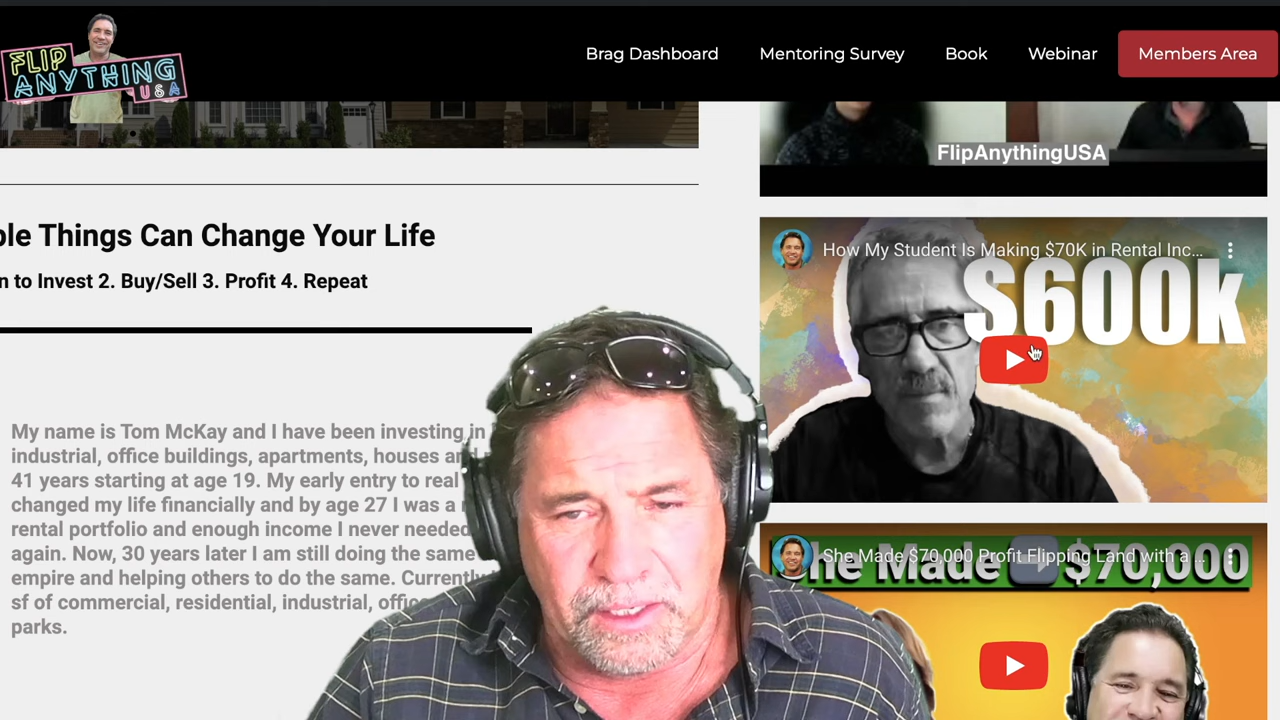 FLIP
ANYTHING
USA
Brag Dashboard
Mentoring Survey
Book
Webinar
Members Area
FlipAnythingUSA
ple Things Can Change Your Life
n to Invest 2. Buy/Sell 3. Profit 4. Repeat
How My Student Is Making $70K in Rental Inc...
$600k
My name is Tom McKay and I have been investing in
industrial, office buildings, apartments, houses and
41 years starting at age 19. My early entry to real
changed my life financially and by age 27 I was a
rental portfolio and enough income I never needed
again. Now, 30 years later I am still doing the same
empire and helping others to do the same. Currently
sf of commercial, residential, industrial, offic
parks.
She Made $70,000 Profit Flipping Land with a ...
She Made $70,000